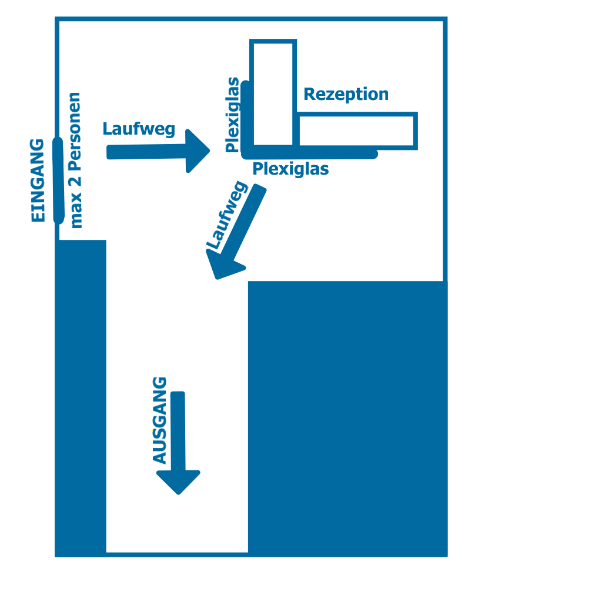 EINGANG
max 2 Personen
Laufweg
Plexiglas
Rezeption
Plexiglas
Laufweg
AUSGANG